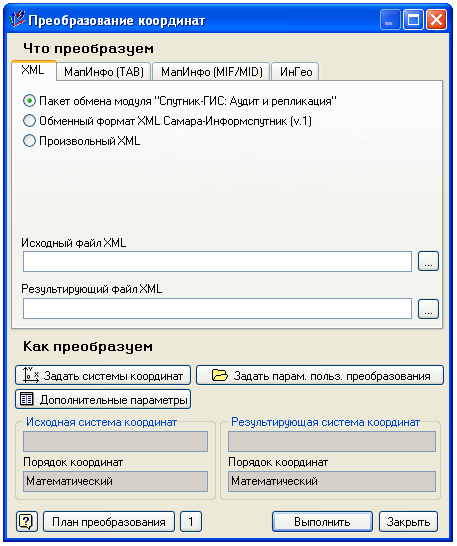 Преобразование координат
Что преобразуем
XML МапИнфо (TAB) МапИнфо (MIF/MID) ИнГео
Пакет обмена модуля "Спутник-ГИС: Аудит и репликация"
Обменный формат XML Самара-Информспутник (v.1)
Произвольный XML
Исходный файл XML
...
Результирующий файл XML
...
Как преобразуем
Задать системы координат Задать парам. польз. преобразования
Дополнительные параметры
Исходная система координат Результирующая система координат
Порядок координат Порядок координат
Математический Математический
? План преобразования 1 Выполнить Закрыть